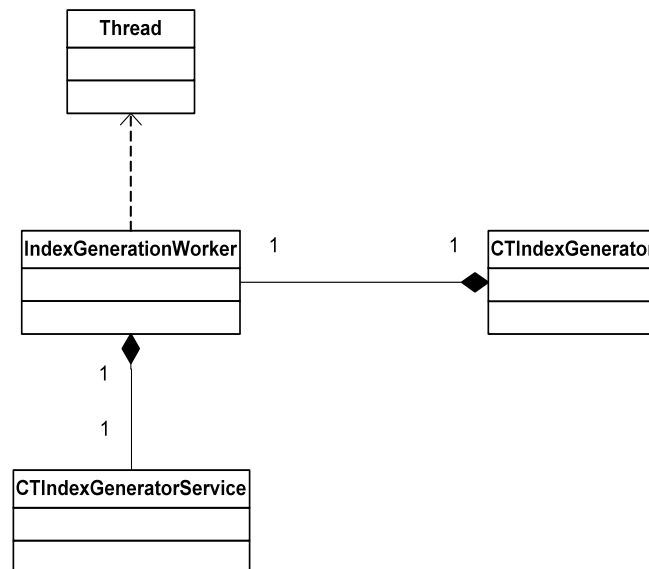 Thread
IndexGenerationWorker
1
1
CTIndexGenerator
1
1
CTIndexGeneratorService